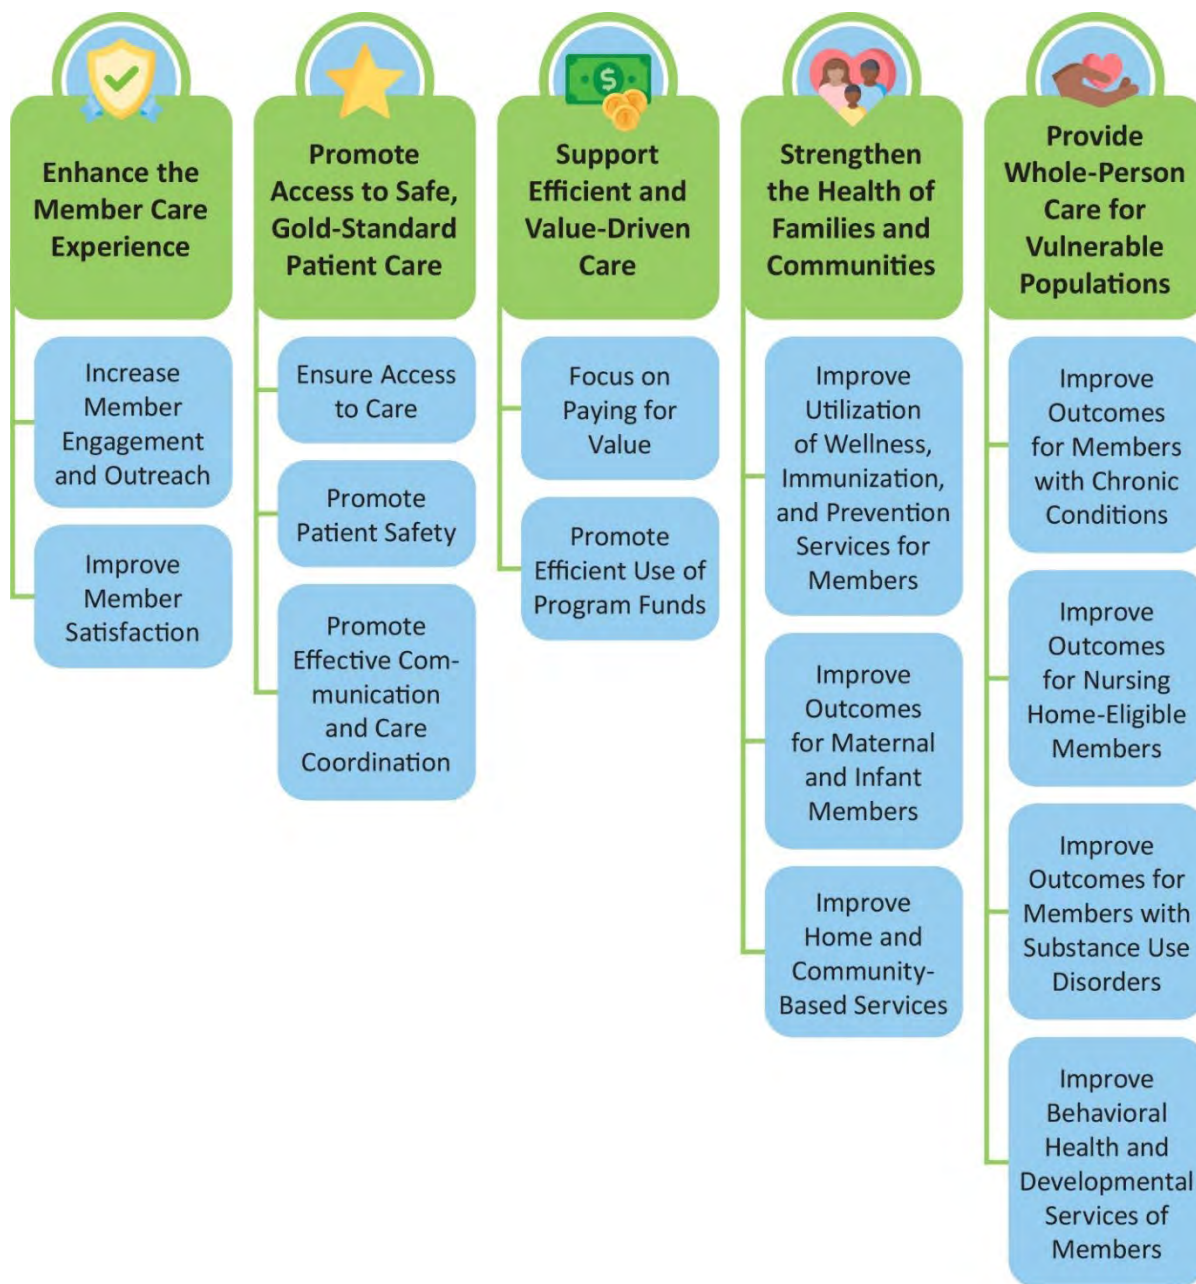 Enhance the
Member Care
Experience
Increase
Member
Engagement
and Outreach
Improve
Member
Satisfaction
Promote
Access to Safe,
Gold-Standard
Patient Care
Ensure Access
to Care
Promote
Patient Safety
Promote
Effective Com-
munication
and Care
Coordination
$
Support
Efficient and
Value-Driven
Care
Focus on
Paying for
Value
Promote
Efficient Use of
Program Funds
Strengthen
the Health of
Families and
Communities
Improve
Utilization
of Wellness,
Immunization,
and Prevention
Services for
Members
Improve
Outcomes
for Maternal
and Infant
Members
Improve
Home and
Community-
Based Services
Provide
Whole-Person
Care for
Vulnerable
Populations
Improve
Outcomes
for Members
with Chronic
Conditions
Improve
Outcomes
for Nursing
Home-Eligible
Members
Improve
Outcomes for
Members with
Substance Use
Disorders
Improve
Behavioral
Health and
Developmental
Services of
Members